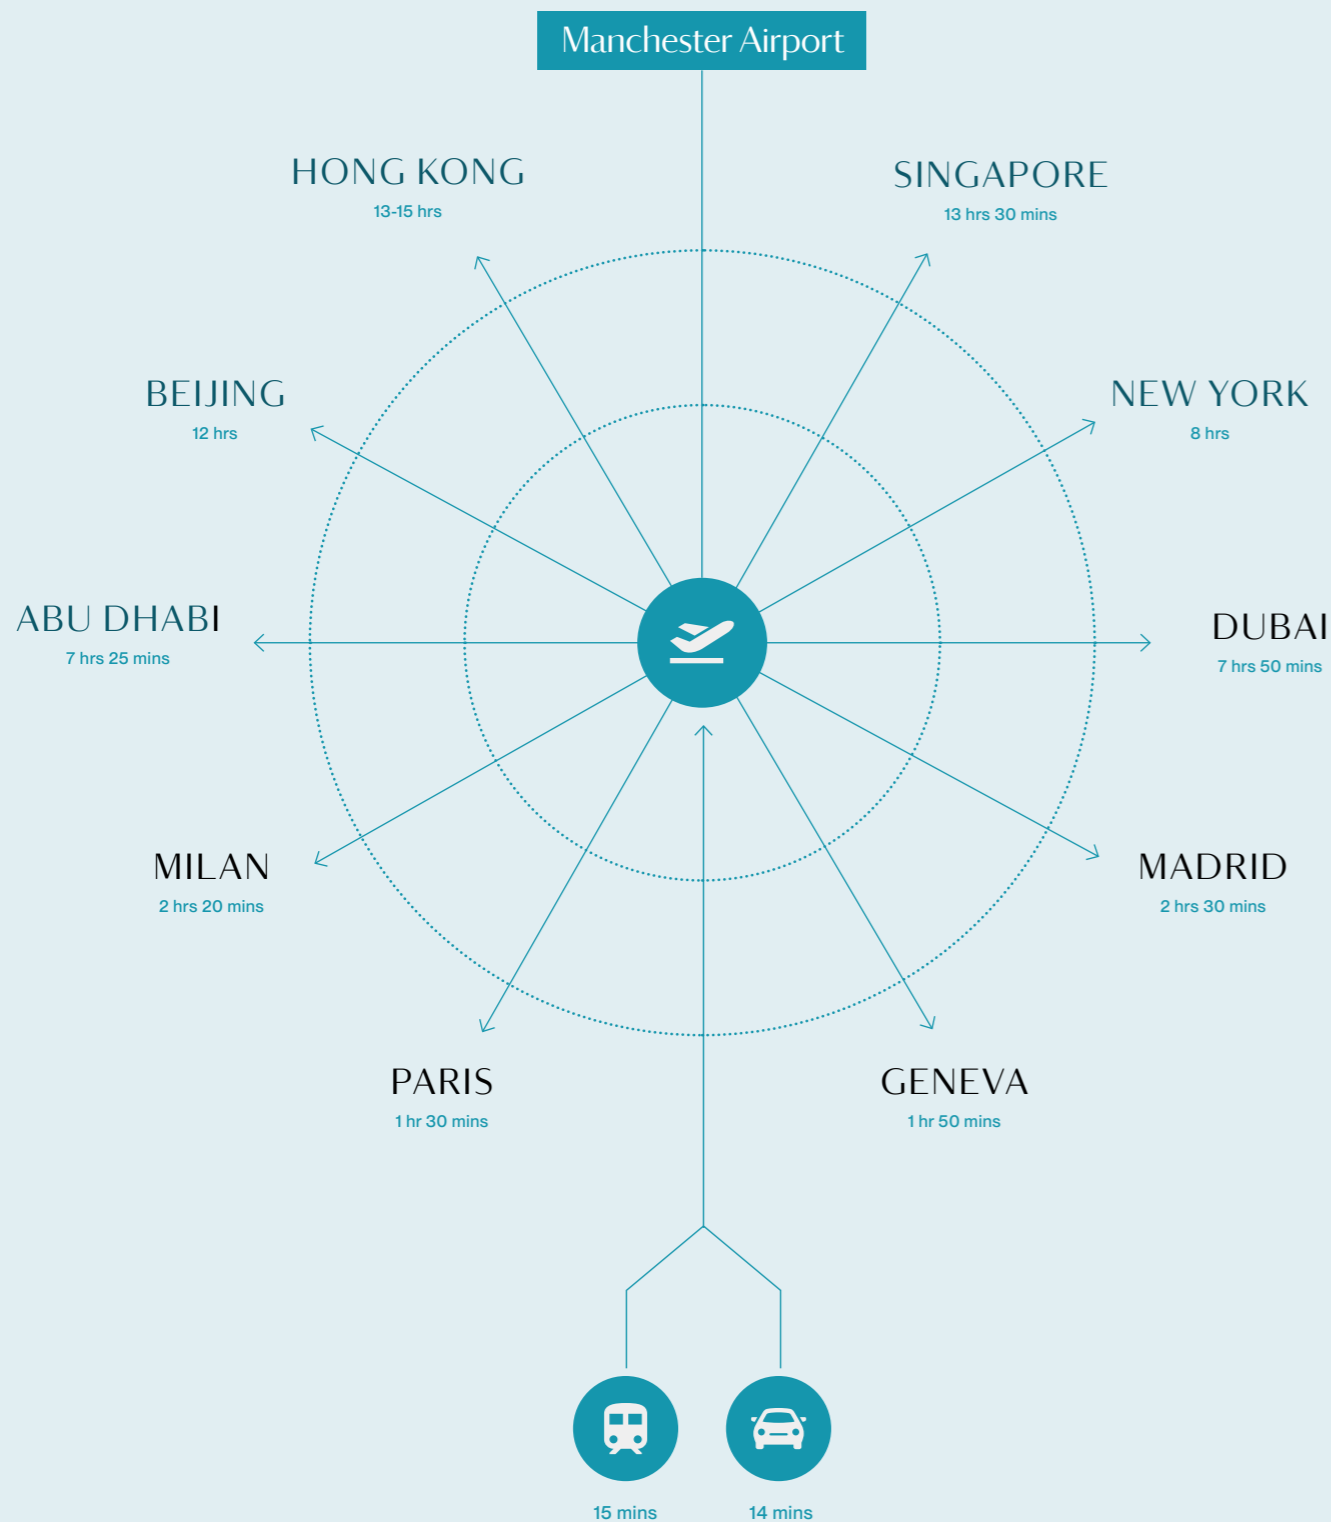 Manchester Airport
HONG KONG
13-15 hrs
SINGAPORE
13 hrs 30 mins
BEIJING
12 hrs
NEW YORK
8 hrs
ABU DHABI
7 hrs 25 mins
DUBAI
7 hrs 50 mins
MILAN
2 hrs 20 mins
MADRID
2 hrs 30 mins
PARIS
1 hr 30 mins
GENEVA
1 hr 50 mins
15 mins
14 mins